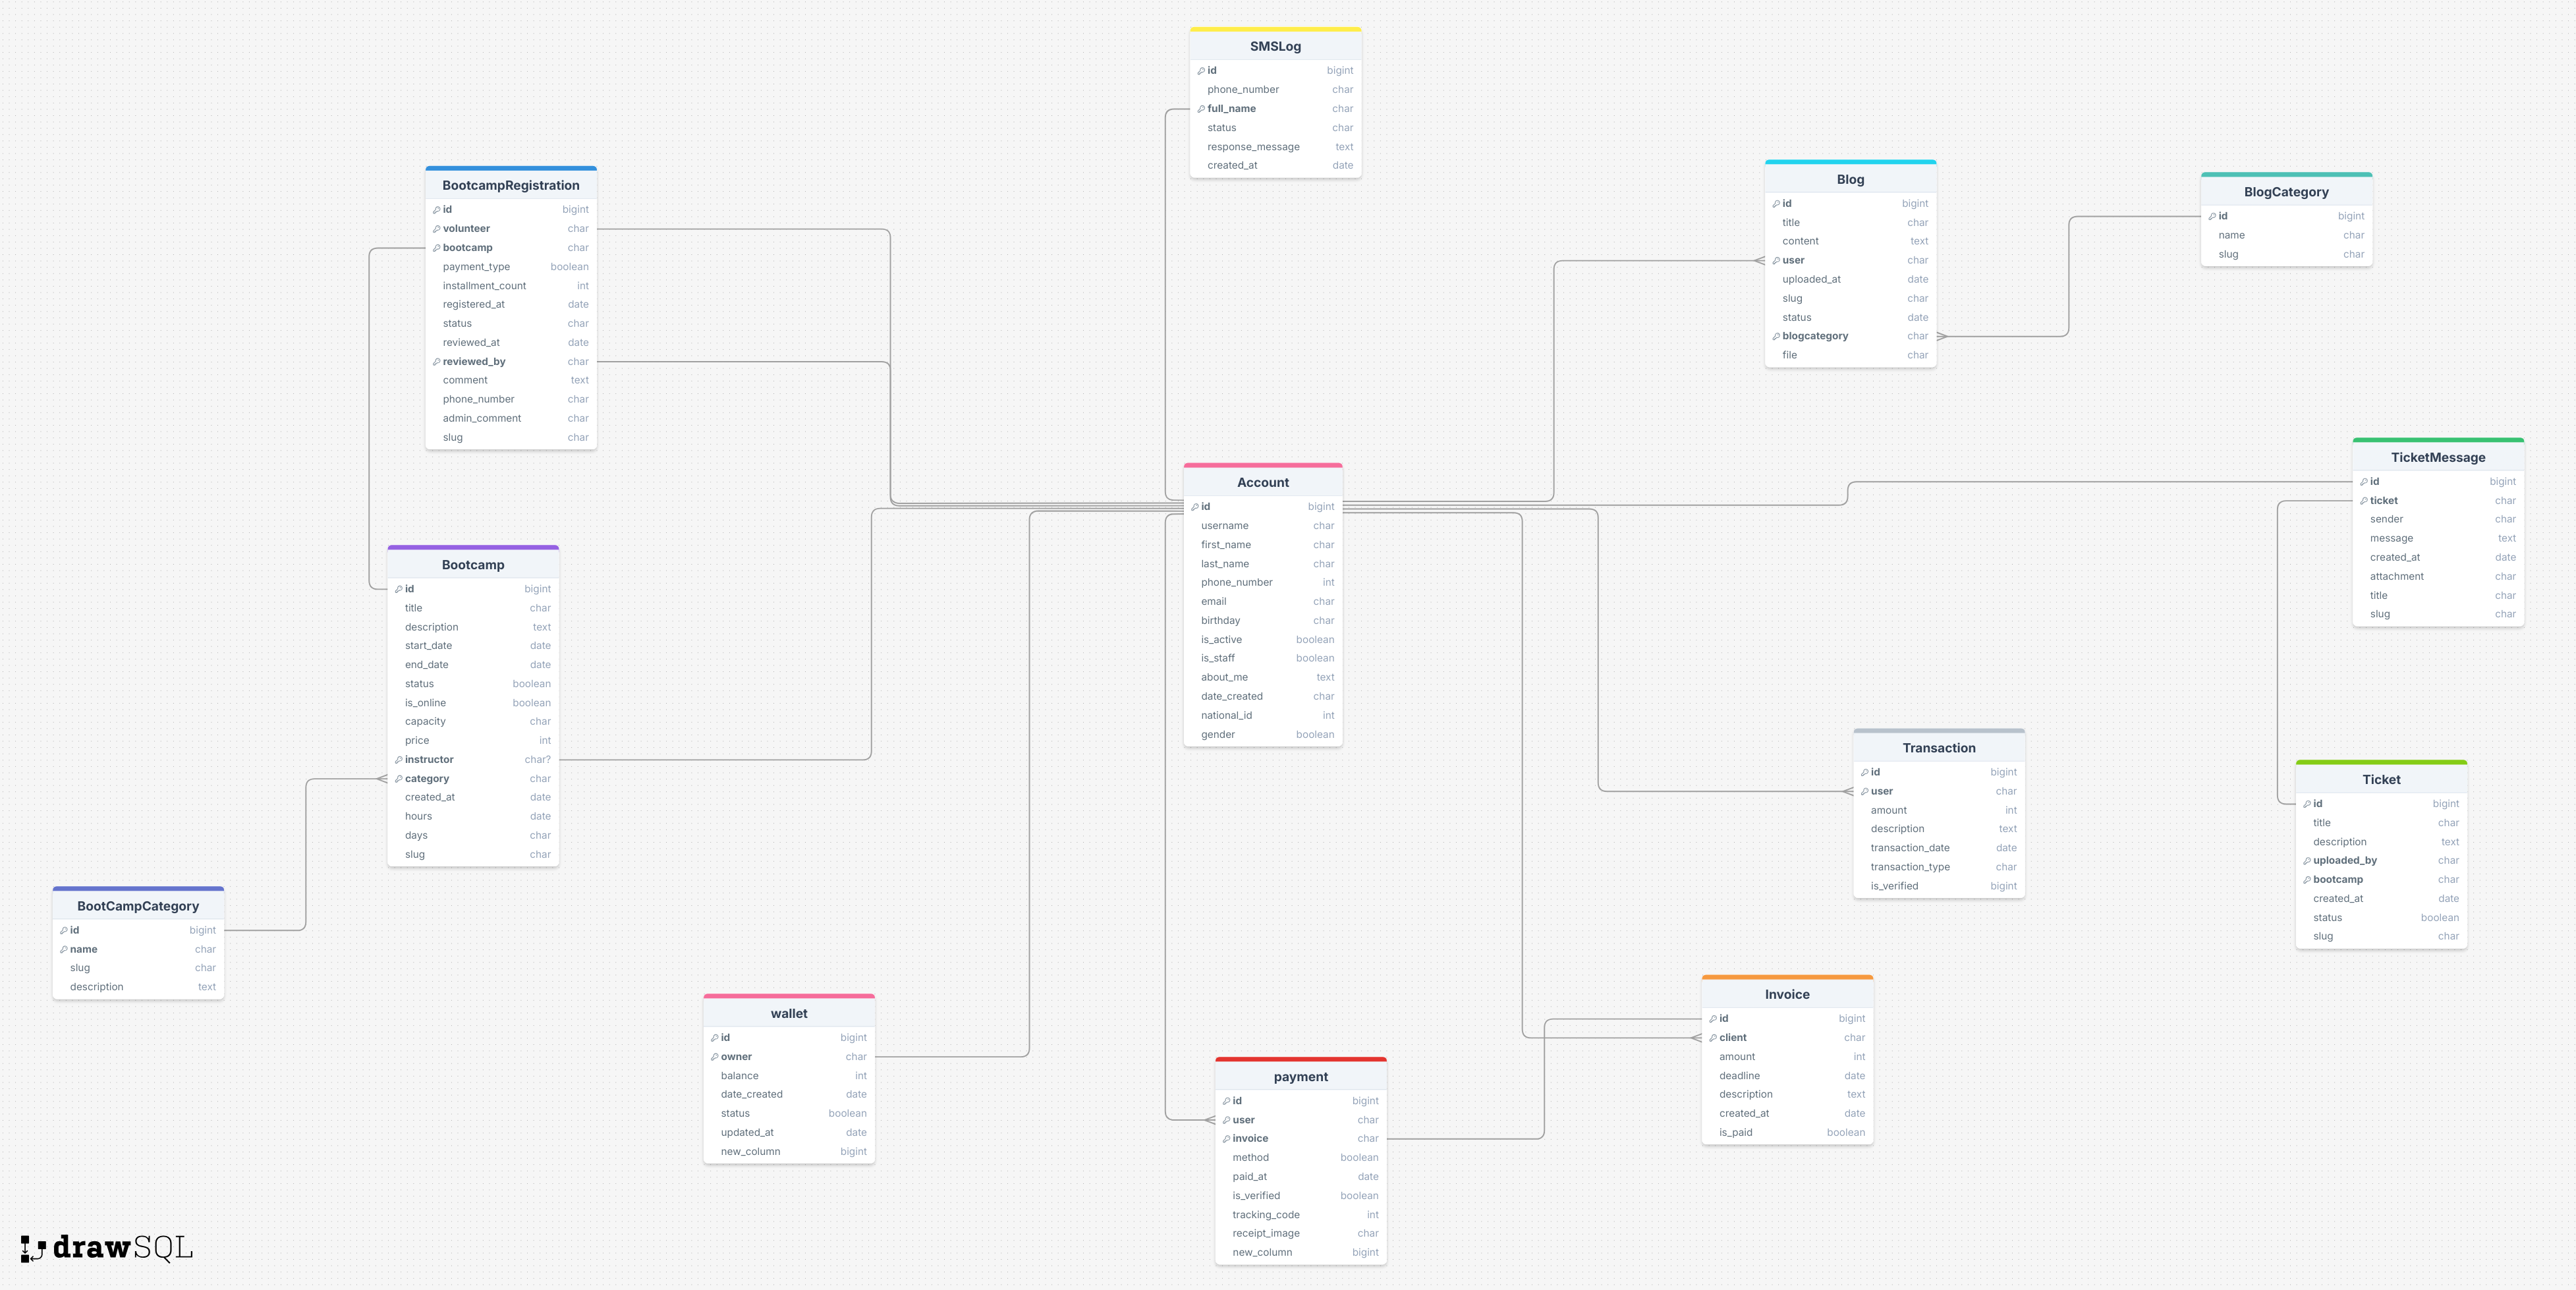 SMSLog
id bigint
phone_number char
full_name char
status char
response_message text
created_at date
BootcampRegistration
id bigint
volunteer char
bootcamp char
payment_type boolean
installment_count int
registered_at date
status char
reviewed_at date
reviewed_by char
comment text
phone_number char
admin_comment char
slug char
Blog
id bigint
title char
content text
user char
uploaded_at date
slug char
status date
blogcategory char
file char
BlogCategory
id bigint
name char
slug char
TicketMessage
id bigint
ticket char
sender char
message text
created_at date
attachment char
title char
slug char
Account
id bigint
username char
first_name char
last_name char
phone_number int
email char
birthday char
is_active boolean
is_staff boolean
about_me text
date_created char
national_id int
gender boolean
Bootcamp
id bigint
title char
description text
start_date date
end_date date
status boolean
is_online boolean
capacity char
price int
instructor char?
category char
created_at date
hours date
days char
slug char
Transaction
id bigint
user char
amount int
description text
transaction_date date
transaction_type char
is_verified bigint
Ticket
id bigint
title char
description text
uploaded_by char
bootcamp char
created_at date
status boolean
slug char
BootCampCategory
id bigint
name char
slug char
description text
wallet
id bigint
owner char
balance int
date_created date
status boolean
updated_at date
new_column bigint
Invoice
id bigint
client char
amount int
deadline date
description text
created_at date
is_paid boolean
payment
id bigint
user char
invoice char
method boolean
paid_at date
is_verified boolean
tracking_code int
receipt_image char
new_column bigint
drawSQL